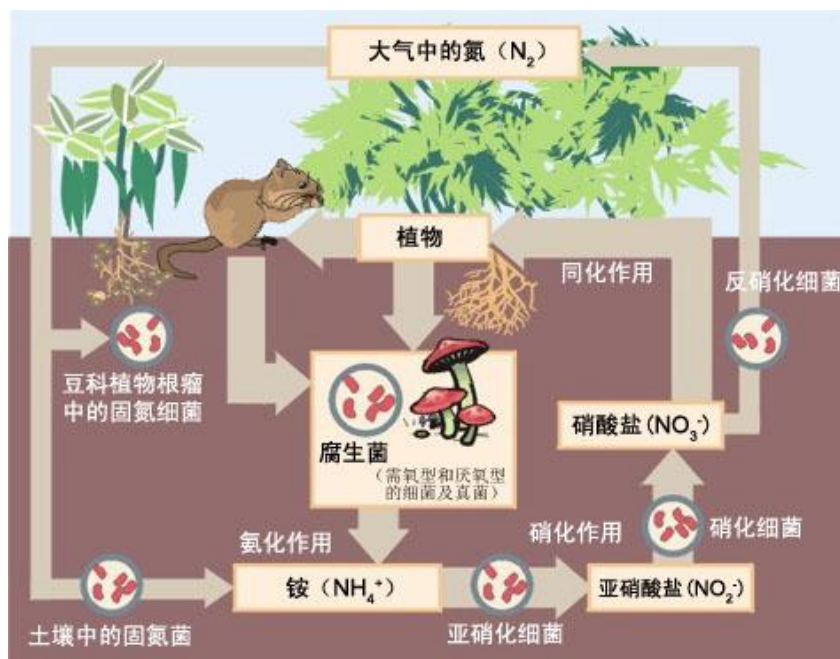 大气中的氮（N₂）
植物
同化作用
反硝化细菌
豆科植物根瘤
中的固氮细菌
腐生菌
（需氧型和厌氧型
的细菌及真菌）
硝酸盐(NO₃⁻)
氨化作用
硝化作用
硝化细菌
铵（NH₄⁺）
亚硝酸盐(NO₂⁻)
土壤中的固氮菌
亚硝化细菌